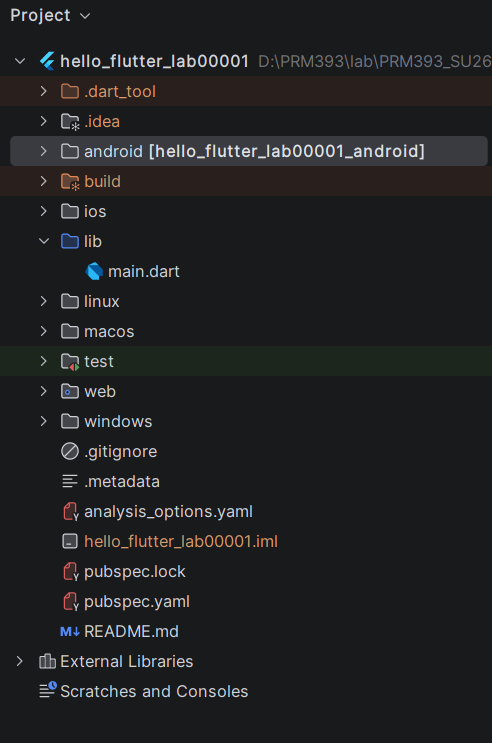 Project
hello_flutter_lab00001 D:\PRM393\lab\PRM393_SU26
.dart_tool
.idea
android [hello_flutter_lab00001_android]
build
ios
lib
main.dart
linux
macos
test
web
windows
.gitignore
.metadata
analysis_options.yaml
hello_flutter_lab00001.iml
pubspec.lock
pubspec.yaml
M↓ README.md
External Libraries
Scratches and Consoles